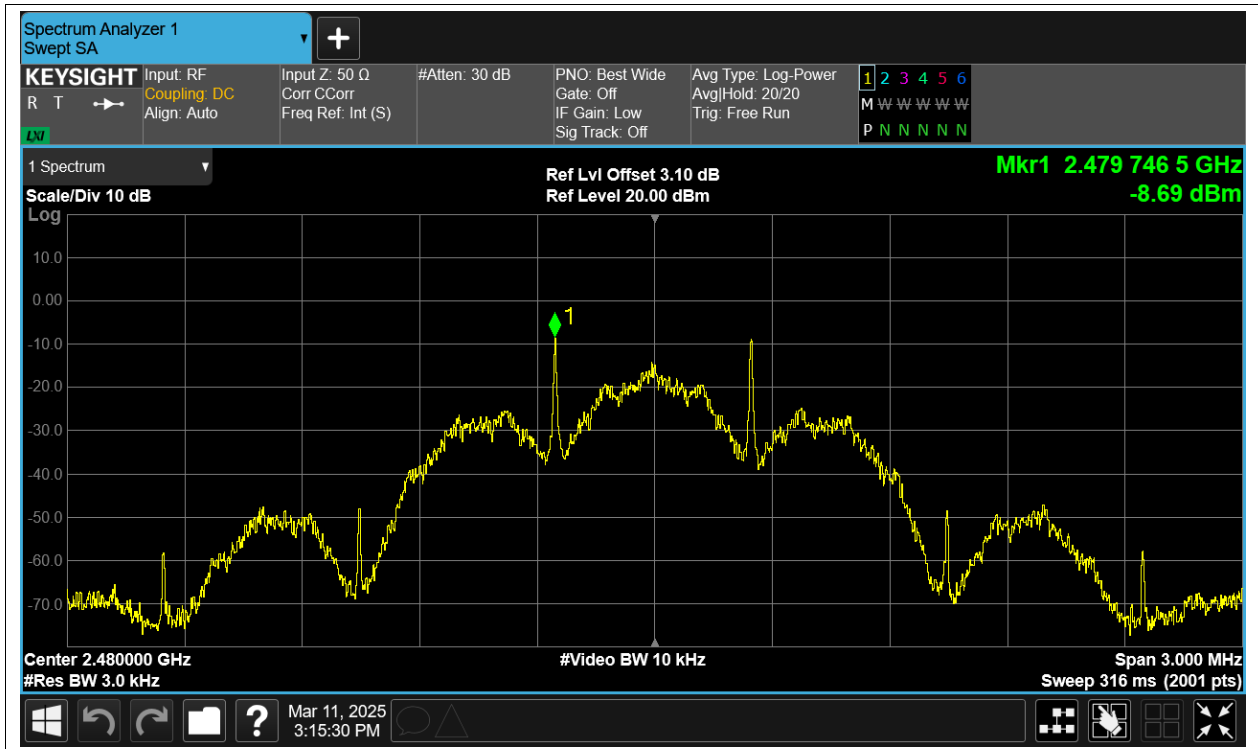 Spectrum Analyzer 1
Swept SA
+
KEYSIGHT
R T
LXI
Input: RF
Coupling: DC
Align: Auto
Input Z: 50 Ω
Corr CCorr
Freq Ref: Int (S)
#Atten: 30 dB
PNO: Best Wide
Gate: Off
IF Gain: Low
Sig Track: Off
Avg Type: Log-Power
Avg|Hold: 20/20
Trig: Free Run
1 2 3 4 5 6
M W W W W W
P N N N N N
1 Spectrum
Scale/Div 10 dB
Log
Ref Lvl Offset 3.10 dB
Ref Level 20.00 dBm
Mkr1 2.479 746 5 GHz
-8.69 dBm
10.0
0.00
1
-10.0
-20.0
-30.0
-40.0
-50.0
-60.0
-70.0
Center 2.480000 GHz
#Res BW 3.0 kHz
#Video BW 10 kHz
Span 3.000 MHz
Sweep 316 ms (2001 pts)
?
Mar 11, 2025
3:15:30 PM